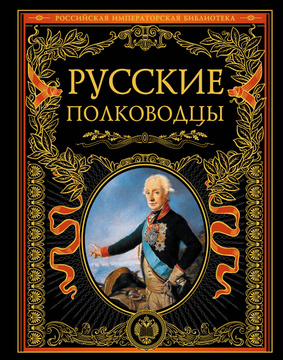 РОССИЙСКАЯ ИМПЕРАТОРСКАЯ БИБЛИОТЕКА
РУССКИЕ
ПОЛКОВОДЦЫ